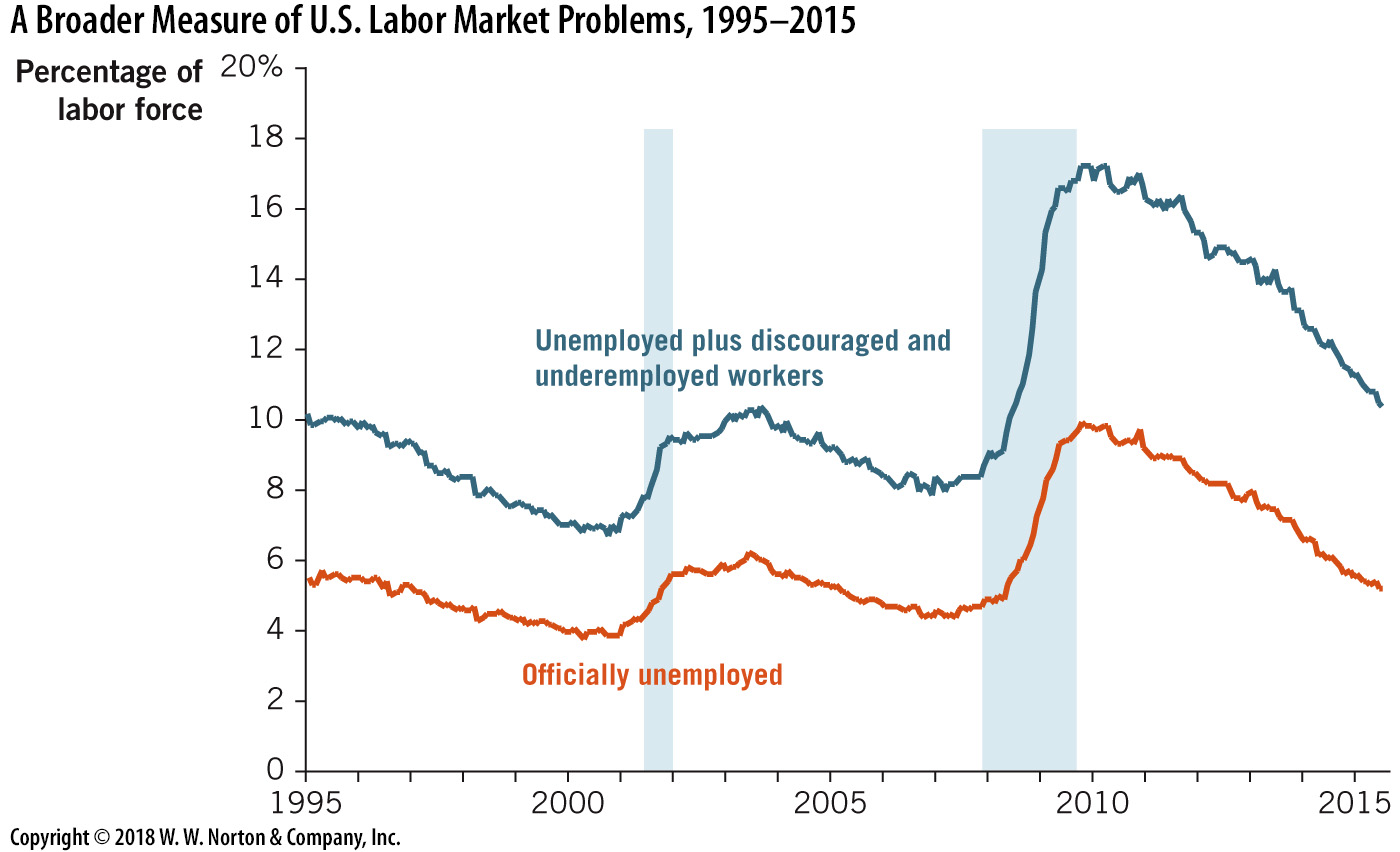 A Broader Measure of U.S. Labor Market Problems, 1995–2015
Percentage of
labor force
20%
18
16
14
12
10
8
6
4
2
0
Unemployed plus discouraged and
underemployed workers
Officially unemployed
1995 2000 2005 2010 2015
Copyright © 2018 W. W. Norton & Company, Inc.